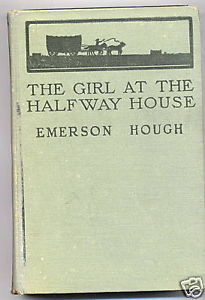 THE GIRL AT THE
HALFWAY HOUSE
EMERSON HOUGH